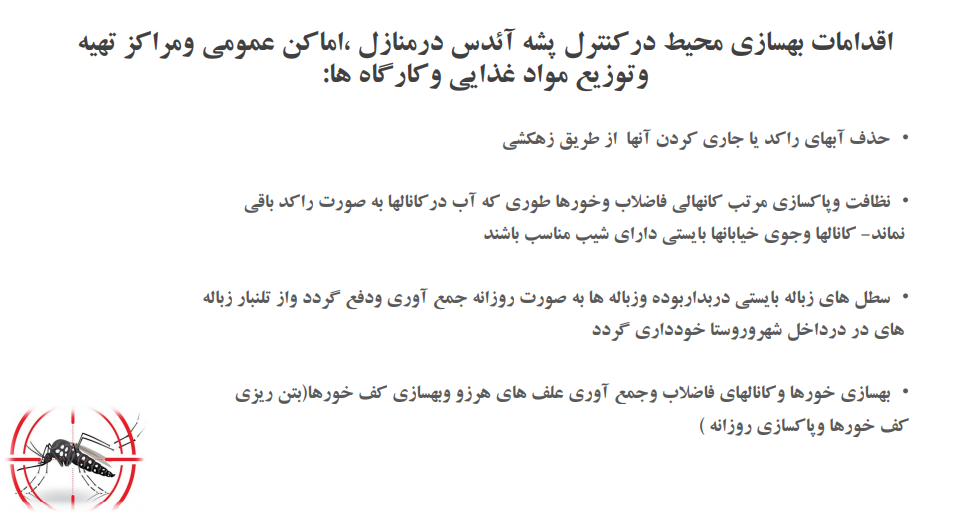 اقدامات بهسازی محیط درکنترل پشه آئدس درمنازل ،اماکن عمومی ومراکز تهیه
وتوزیع مواد غذایی وکارگاه ها:
• حذف آبهای راکد یا جاری کردن آنها از طریق زهکشی
• نظافت وپاکسازی مرتب کانهالی فاضلاب وخورها طوری که آب درکانالها به صورت راکد باقی
نماند- کانالها وجوی خیابانها بایستی دارای شیب مناسب باشند
• سطل های زباله بایستی دربداربوده وزباله ها به صورت روزانه جمع آوری ودفع گردد واز تلنبار زباله
های در درداخل شهروروستا خودداری گردد
• بهسازی خورها وکانالهای فاضلاب وجمع آوری علف های هرزو وبهسازی کف خورها(بتن ریزی
کف خورها وپاکسازی روزانه )